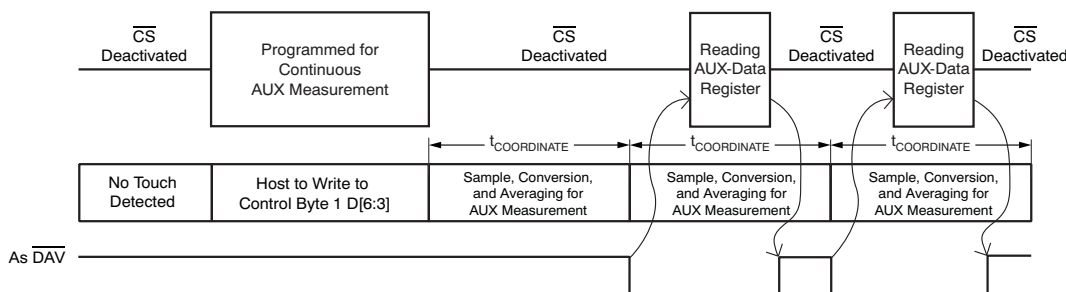 CS
Deactivated
Programmed for
Continuous
AUX Measurement
CS
Deactivated
Reading
AUX-Data
Register
CS
Deactivated
Reading
AUX-Data
Register
CS
Deactivated
tCOORDINATE
tCOORDINATE
tCOORDINATE
No Touch
Detected
Host to Write to
Control Byte 1 D[6:3]
Sample, Conversion,
and Averaging for
AUX Measurement
Sample, Conversion,
and Averaging for
AUX Measurement
Sample, Conversion,
and Averaging for
AUX Measurement
As DAV